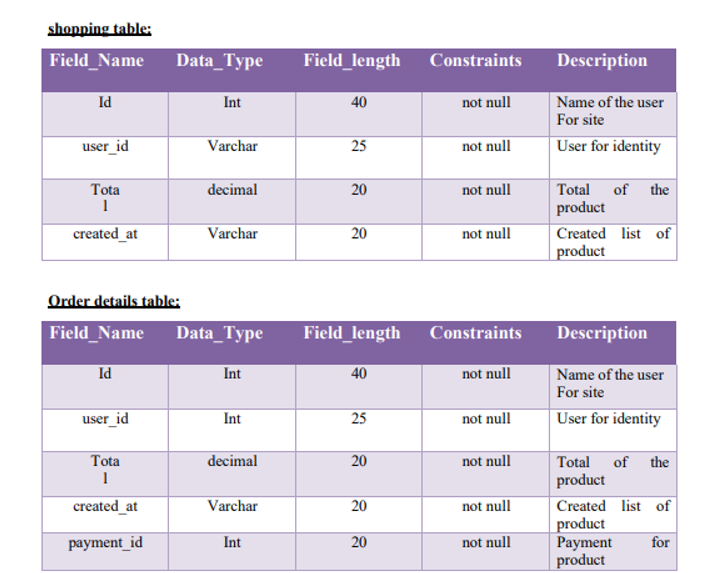 shopping table:
Field_Name Data_Type Field_length Constraints Description
Id Int 40 not null Name of the user
For site
user_id Varchar 25 not null User for identity
Tota decimal 20 not null Total of the
l product
created_at Varchar 20 not null Created list of
product
Order details table:
Field_Name Data_Type Field_length Constraints Description
Id Int 40 not null Name of the user
For site
user_id Int 25 not null User for identity
Tota decimal 20 not null Total of the
l product
created_at Varchar 20 not null Created list of
product
payment_id Int 20 not null Payment for
product